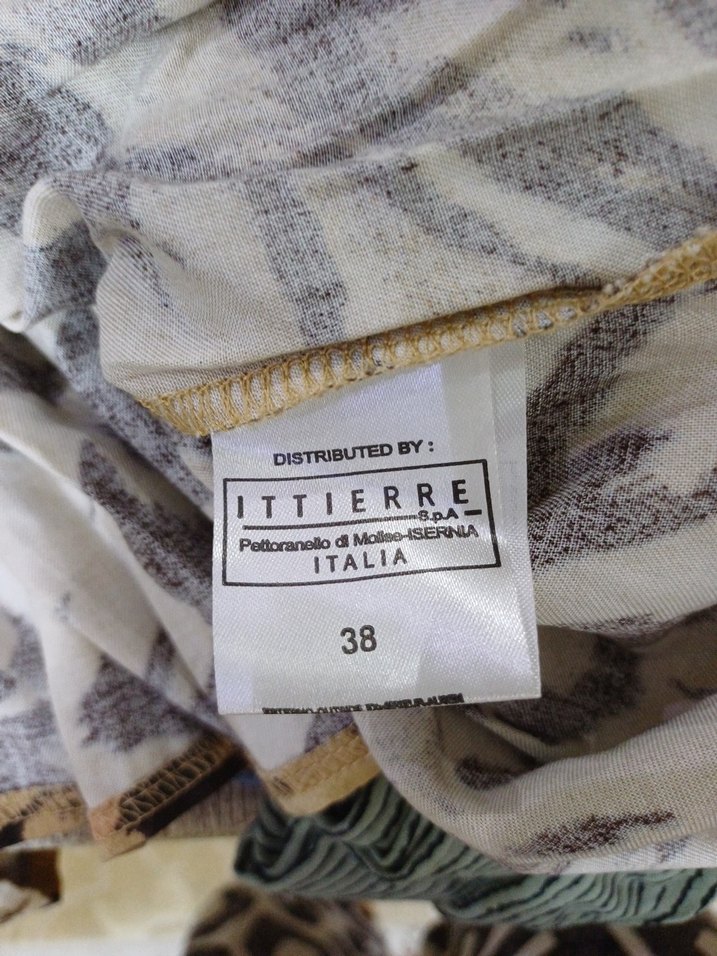 DISTRIBUTED BY :
ITTIERRE
S.p.A
Pettoranello di Molise-ISERNIA
ITALIA
38